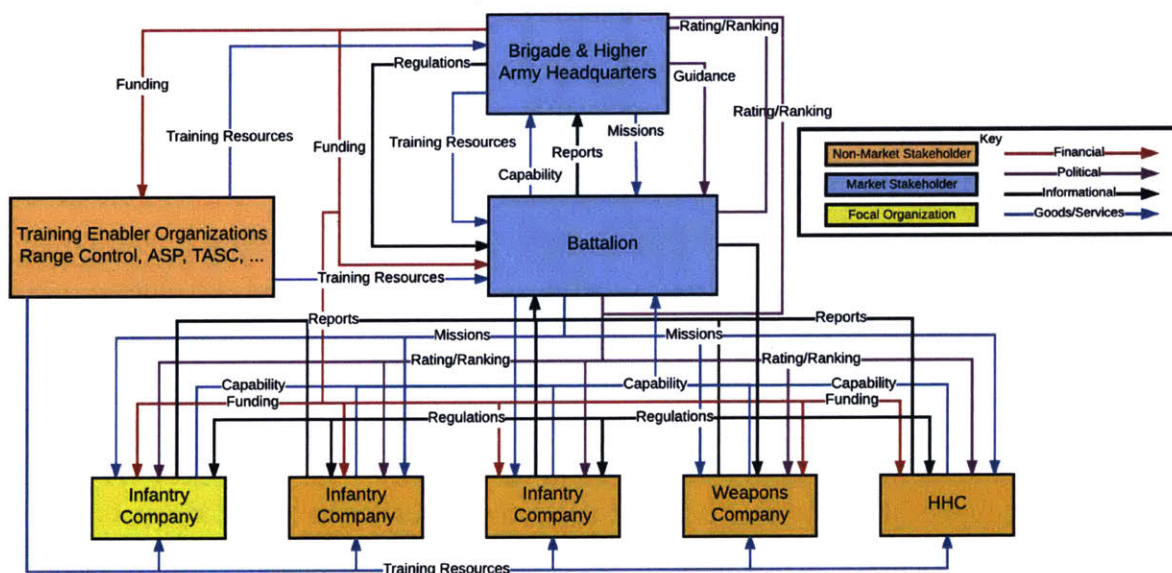 Rating/Ranking
Brigade & Higher
Army Headquarters
Regulations
Guidance
Funding
Rating/Ranking
Training Resources
Training Resources
Missions
Funding
Reports
Capability
Key
Non-Market Stakeholder
Financial
Political
Market Stakeholder
Informational
Focal Organization
Goods/Services
Training Enabler Organizations
Range Control, ASP, TASC, ...
Battalion
Training Resources
Reports
Reports
Missions
Missions
Rating/Ranking
Rating/Ranking
Capability
Capability
Capability
Funding
Funding
Regulations
Regulations
Infantry
Company
Infantry
Company
Infantry
Company
Weapons
Company
HHC
Training Resources